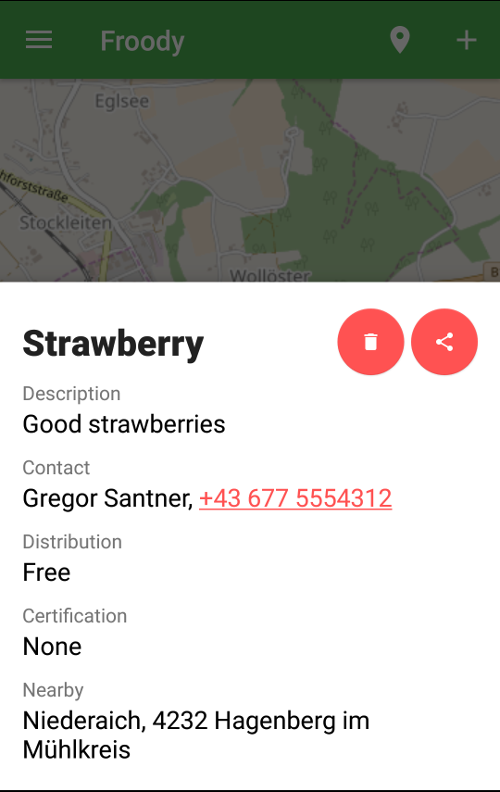 Froody
Eglsee
hforststraße
Stockleiten
Wollöster
B
Strawberry
Description
Good strawberries
Contact
Gregor Santner, +43 677 5554312
Distribution
Free
Certification
None
Nearby
Niederaich, 4232 Hagenberg im
Mühlkreis